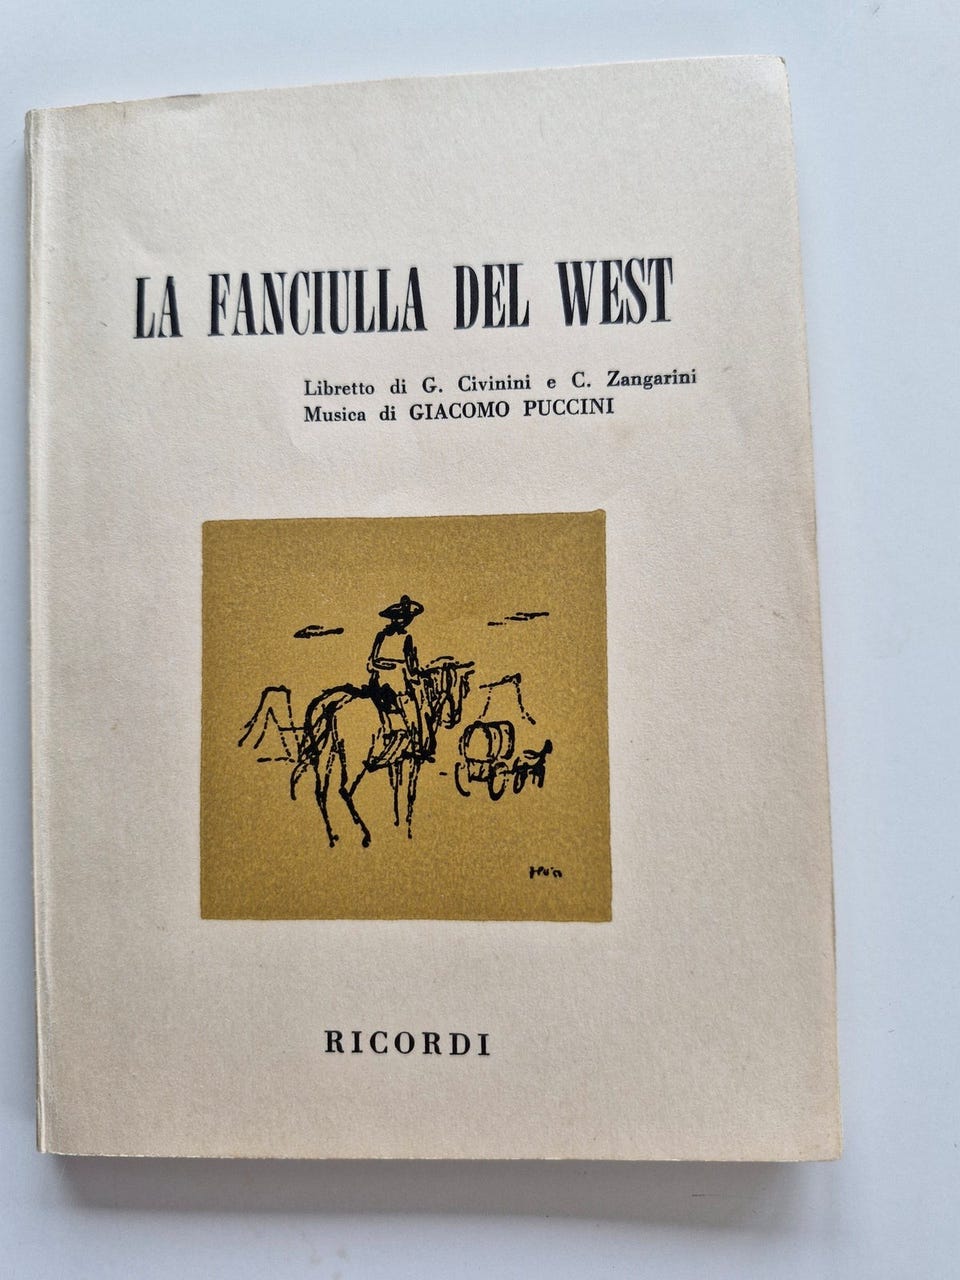 LA FANCIULLA DEL WEST
Libretto di G. Civinini e C. Zangarini
Musica di GIACOMO PUCCINI
RICORDI